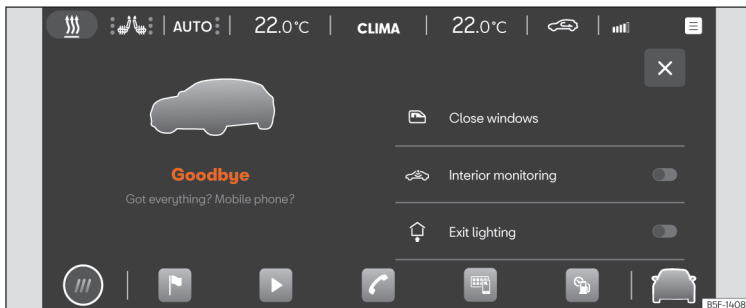 AUTO 22.0°C CLIMA 22.0°C
Close windows
Goodbye
Interior monitoring
Got everything? Mobile phone?
Exit lighting
B5F-1408